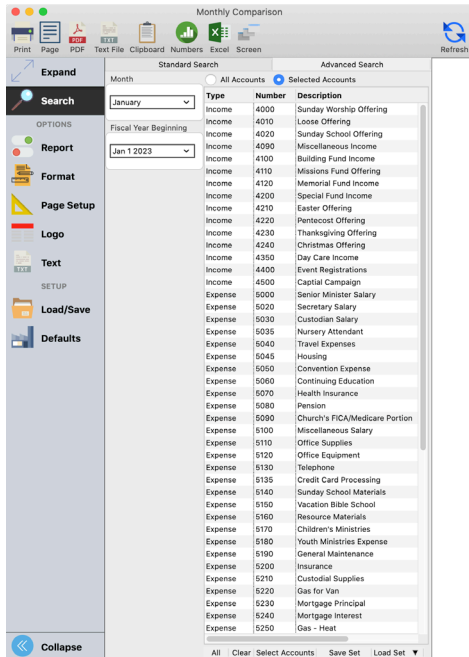 Monthly Comparison
Print Page PDF Text File Clipboard Numbers Excel Screen Refresh
Expand
Search
OPTIONS
Report
Format
Page Setup
Logo
Text
SETUP
Load/Save
Defaults
Collapse
Standard Search Advanced Search
Month
January
Fiscal Year Beginning
Jan 1 2023
All Accounts Selected Accounts
Type Number Description
Income 4000 Sunday Worship Offering
Income 4010 Loose Offering
Income 4020 Sunday School Offering
Income 4090 Miscellaneous Income
Income 4100 Building Fund Income
Income 4110 Missions Fund Offering
Income 4120 Memorial Fund Income
Income 4200 Special Fund Income
Income 4210 Easter Offering
Income 4220 Pentecost Offering
Income 4230 Thanksgiving Offering
Income 4240 Christmas Offering
Income 4350 Day Care Income
Income 4400 Event Registrations
Income 4500 Captial Campaign
Expense 5000 Senior Minister Salary
Expense 5020 Secretary Salary
Expense 5030 Custodian Salary
Expense 5035 Nursery Attendant
Expense 5040 Travel Expenses
Expense 5045 Housing
Expense 5050 Convention Expense
Expense 5060 Continuing Education
Expense 5070 Health Insurance
Expense 5080 Pension
Expense 5090 Church's FICA/Medicare Portion
Expense 5100 Miscellaneous Salary
Expense 5110 Office Supplies
Expense 5120 Office Equipment
Expense 5130 Telephone
Expense 5135 Credit Card Processing
Expense 5140 Sunday School Materials
Expense 5150 Vacation Bible School
Expense 5160 Resource Materials
Expense 5170 Children's Ministries
Expense 5180 Youth Ministries Expense
Expense 5190 General Maintenance
Expense 5200 Insurance
Expense 5210 Custodial Supplies
Expense 5220 Gas for Van
Expense 5230 Mortgage Principal
Expense 5240 Mortgage Interest
Expense 5250 Gas - Heat
All Clear Select Accounts Save Set Load Set